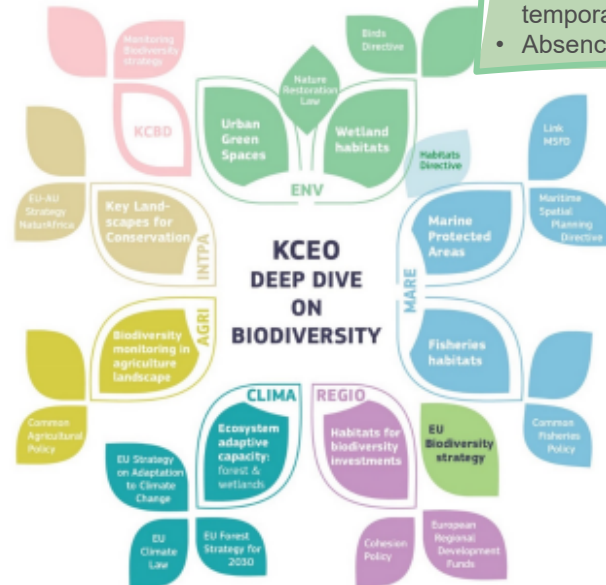 tempora
• Absenc
Monitoring
Biodiversity
strategy
KCBD
Birds
Directive
Nature
Restoration
Law
Urban
Green
Spaces
Wetland
habitats
ENV
Habitats
Directive
Link
MSFD
EU-AU
Strategy
NaturAfrica
Key Land-
scapes for
Conservation
INTPA
Marine
Protected
Areas
Maritime
Spatial
Planning
Directive
MARE
KCEO
DEEP DIVE
ON
BIODIVERSITY
AGRI
Biodiversity
monitoring in
agriculture
landscape
Fisheries
habitats
Common
Agricultural
Policy
CLIMA
Ecosystem
adaptive
capacity:
forest &
wetlands
REGIO
Habitats for
biodiversity
investments
EU
Biodiversity
strategy
Common
Fisheries
Policy
EU Strategy
on Adaptation
to Climate
Change
EU
Climate
Law
EU Forest
Strategy for
2030
Cohesion
Policy
European
Regional
Development
Funds